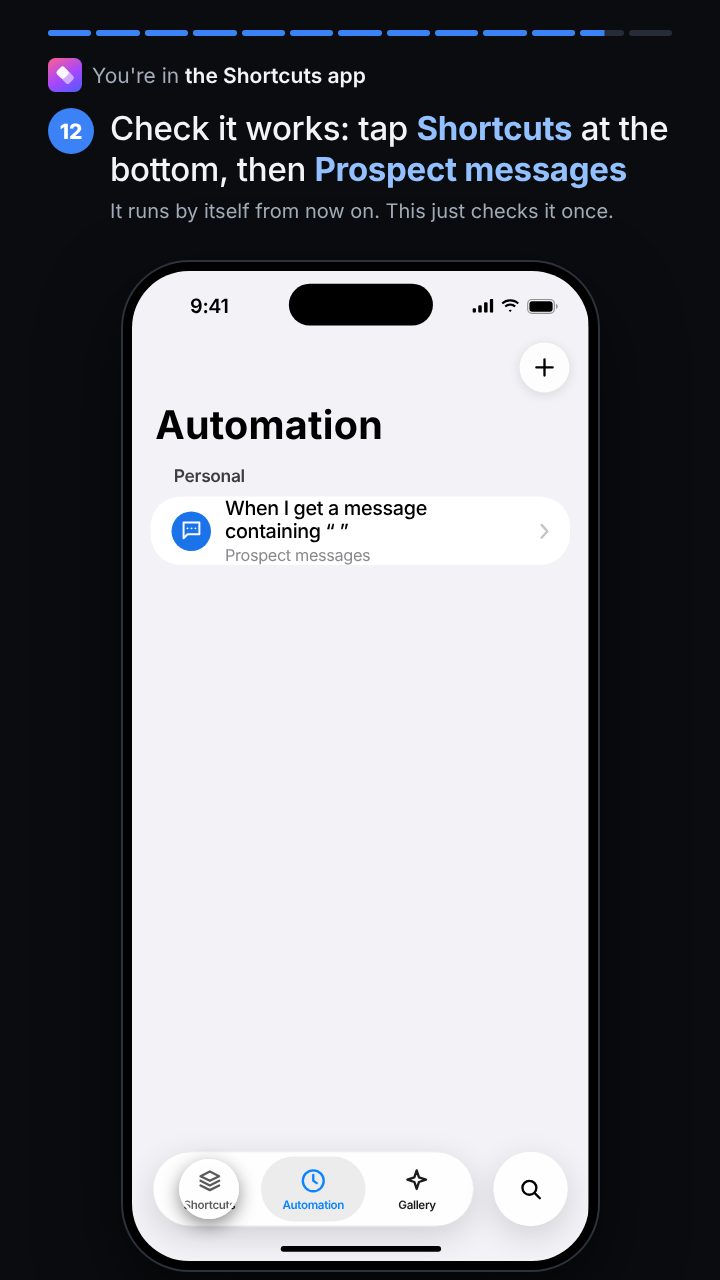 You're in the Shortcuts app
12
Check it works: tap Shortcuts at the
bottom, then Prospect messages
It runs by itself from now on. This just checks it once.
9:41
Automation
Personal
When I get a message
containing “ ”
Prospect messages
Shortcuts
Automation
Gallery